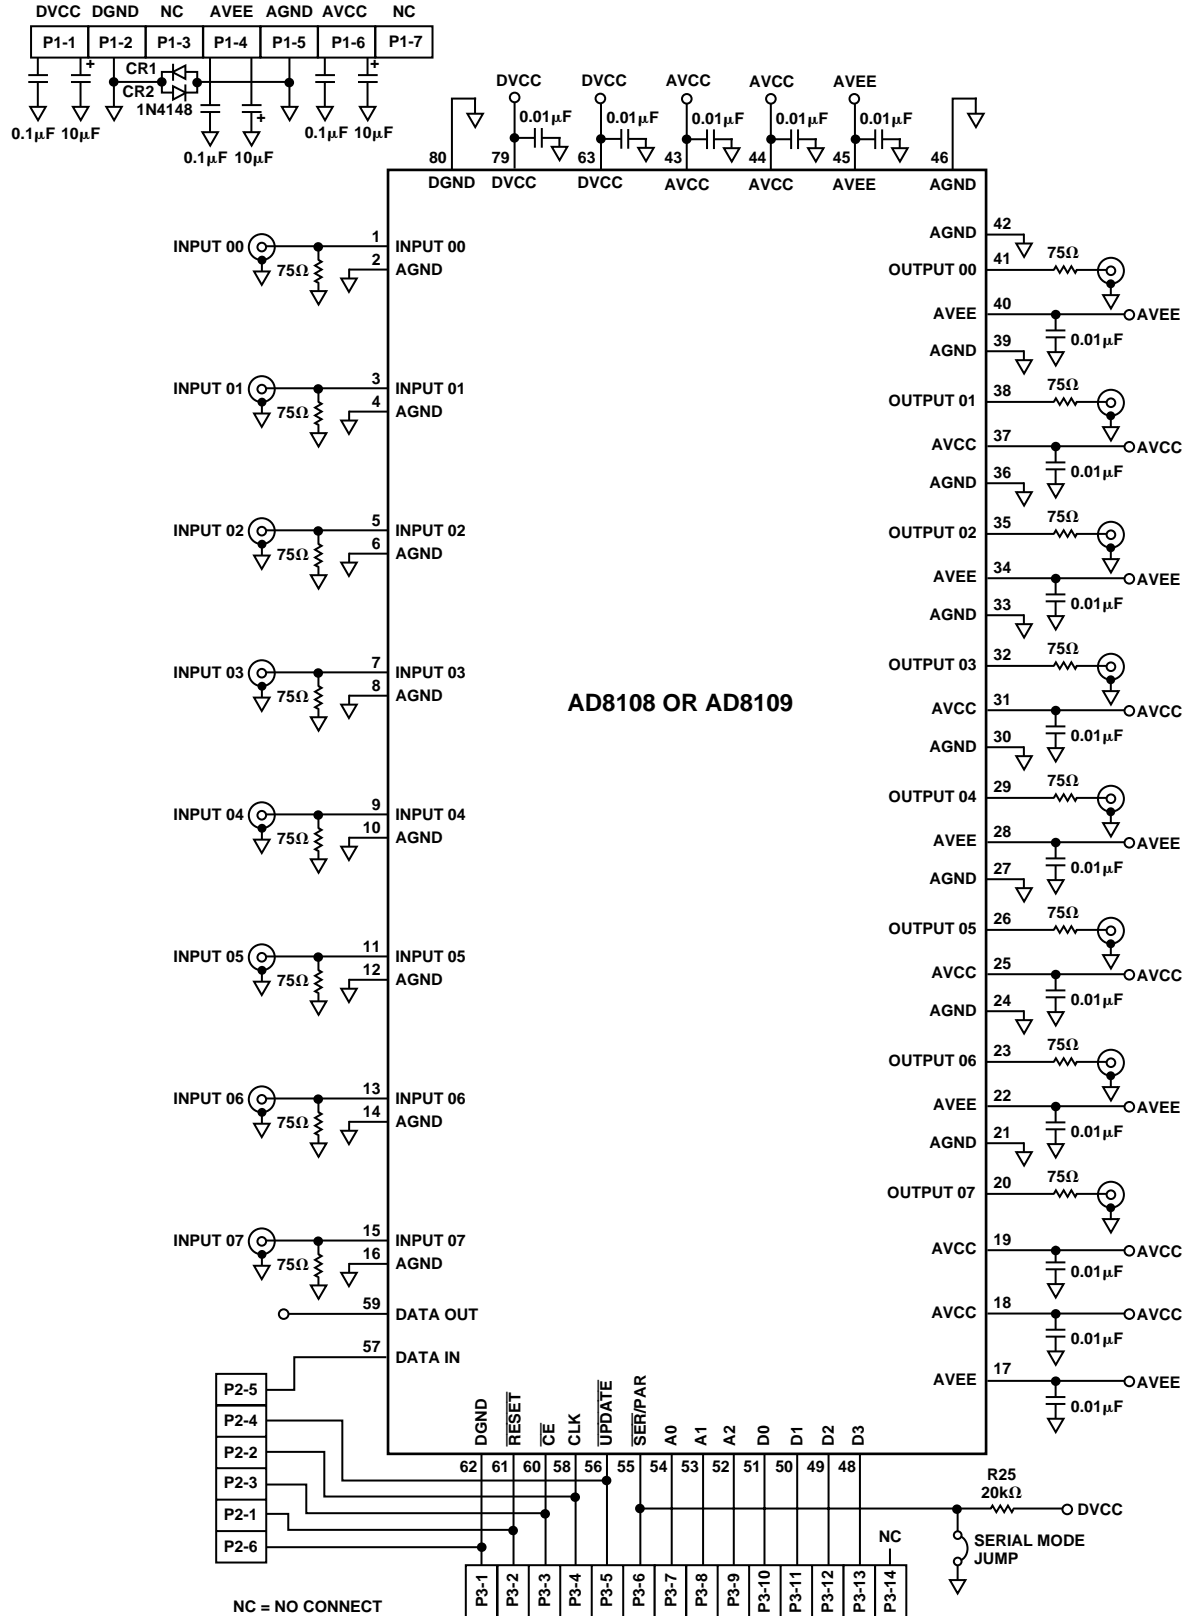 DVCC DGND NC AVEE AGND AVCC NC
P1-1 P1-2 P1-3 P1-4 P1-5 P1-6 P1-7
CR1
CR2
1N4148
0.1µF 10µF 0.1µF 10µF
0.1µF 10µF
DVCC DVCC AVCC AVCC AVEE
0.01µF 0.01µF 0.01µF 0.01µF 0.01µF
80 79 63 43 44 45 46
DGND DVCC DVCC AVCC AVCC AVEE AGND
INPUT 00 75Ω 1 INPUT 00
2 AGND
INPUT 01 75Ω 3 INPUT 01
4 AGND
INPUT 02 75Ω 5 INPUT 02
6 AGND
INPUT 03 75Ω 7 INPUT 03
8 AGND
INPUT 04 75Ω 9 INPUT 04
10 AGND
INPUT 05 75Ω 11 INPUT 05
12 AGND
INPUT 06 75Ω 13 INPUT 06
14 AGND
INPUT 07 75Ω 15 INPUT 07
16 AGND
59 DATA OUT
57 DATA IN
AD8108 OR AD8109
AGND 42
OUTPUT 00 41 75Ω
AVEE 40 AVEE
0.01µF
AGND 39
OUTPUT 01 38 75Ω
AVCC 37 AVCC
0.01µF
AGND 36
OUTPUT 02 35 75Ω
AVEE 34 AVEE
0.01µF
AGND 33
OUTPUT 03 32 75Ω
AVCC 31 AVCC
0.01µF
AGND 30
OUTPUT 04 29 75Ω
AVEE 28 AVEE
0.01µF
AGND 27
OUTPUT 05 26 75Ω
AVCC 25 AVCC
0.01µF
AGND 24
OUTPUT 06 23 75Ω
AVEE 22 AVEE
0.01µF
AGND 21
OUTPUT 07 20 75Ω
AVCC 19 AVCC
0.01µF
AVCC 18 AVCC
0.01µF
AVEE 17 AVEE
0.01µF
P2-5
P2-4
P2-2
P2-3
P2-1
P2-6
DGND RESET CE CLK UPDATE SER/PAR A0 A1 A2 D0 D1 D2 D3
62 61 60 58 56 55 54 53 52 51 50 49 48
R25
20kΩ
DVCC
SERIAL MODE
JUMP
NC
P3-1 P3-2 P3-3 P3-4 P3-5 P3-6 P3-7 P3-8 P3-9 P3-10 P3-11 P3-12 P3-13 P3-14
NC = NO CONNECT